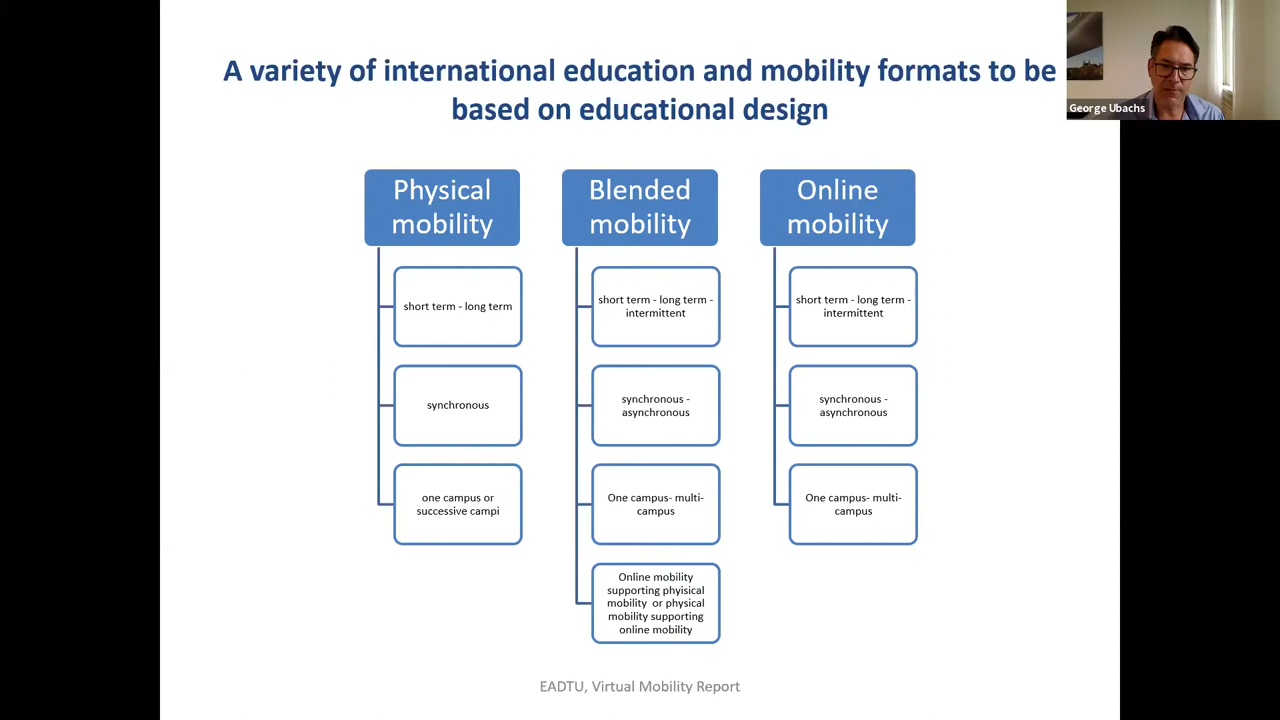 A variety of international education and mobility formats to be
based on educational design
George Ubachs
Physical
mobility
short term - long term
synchronous
one campus or
successive campi
Blended
mobility
short term - long term -
intermittent
synchronous -
asynchronous
One campus- multi-
campus
Online mobility
supporting phyisical
mobility or physical
mobility supporting
online mobility
Online
mobility
short term - long term -
intermittent
synchronous -
asynchronous
One campus- multi-
campus
EADTU, Virtual Mobility Report